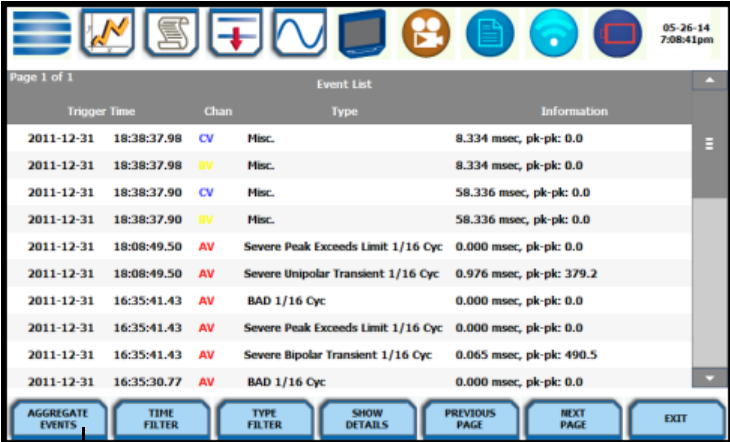 05-26-14
7:08:41pm
Page 1 of 1
Event List
Trigger Time Chan Type Information
2011-12-31 18:38:37.98 CV Misc. 8.334 msec, pk-pk: 0.0
2011-12-31 18:38:37.98 BV Misc. 8.334 msec, pk-pk: 0.0
2011-12-31 18:38:37.90 CV Misc. 58.336 msec, pk-pk: 0.0
2011-12-31 18:38:37.90 BV Misc. 58.336 msec, pk-pk: 0.0
2011-12-31 18:08:49.50 AV Severe Peak Exceeds Limit 1/16 Cyc 0.000 msec, pk-pk: 0.0
2011-12-31 18:08:49.50 AV Severe Unipolar Transient 1/16 Cyc 0.976 msec, pk-pk: 379.2
2011-12-31 16:35:41.43 AV BAD 1/16 Cyc 0.000 msec, pk-pk: 0.0
2011-12-31 16:35:41.43 AV Severe Peak Exceeds Limit 1/16 Cyc 0.000 msec, pk-pk: 0.0
2011-12-31 16:35:41.43 AV Severe Bipolar Transient 1/16 Cyc 0.065 msec, pk-pk: 490.5
2011-12-31 16:35:30.77 AV BAD 1/16 Cyc 0.000 msec, pk-pk: 0.0
AGGREGATE EVENTS
TIME FILTER
TYPE FILTER
SHOW DETAILS
PREVIOUS PAGE
NEXT PAGE
EXIT